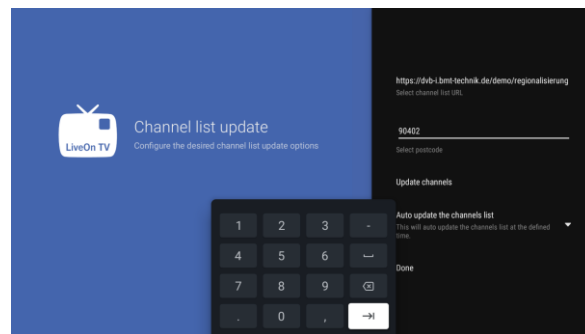 LiveOn TV
Channel list update
Configure the desired channel list update options
https://dvb-i.bmt-technik.de/demo/regionalisierung
Select channel list URL
90402
Select postcode
Update channels
Auto update the channels list
This will auto update the channels list at the defined
time.
Done
1 2 3 -
4 5 6
7 8 9
. 0 ,